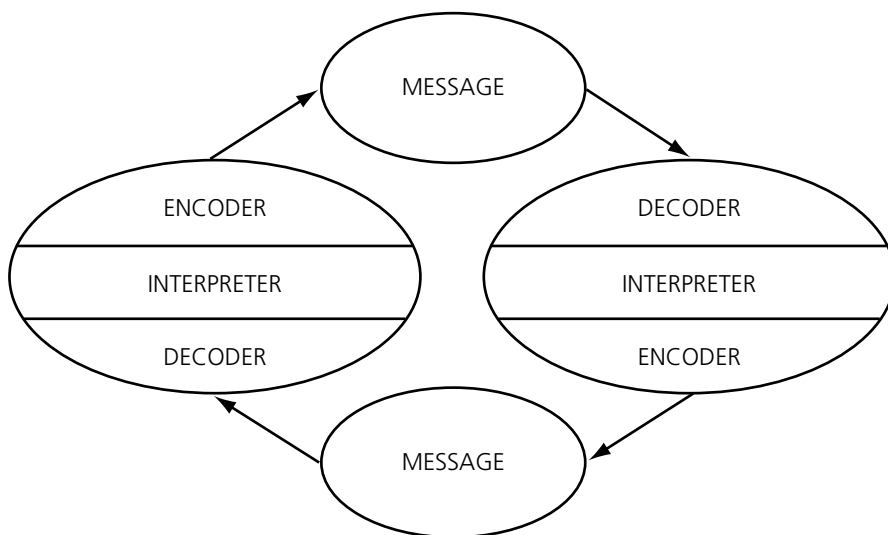 MESSAGE
ENCODER
INTERPRETER
DECODER
DECODER
INTERPRETER
ENCODER
MESSAGE